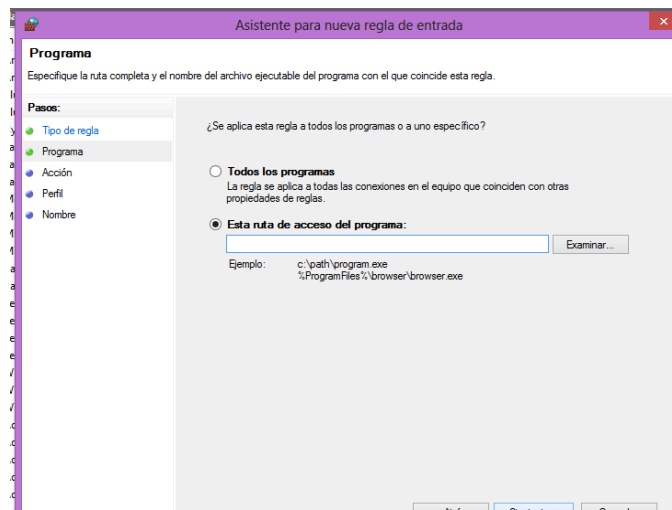 Asistente para nueva regla de entrada
Programa
Especifique la ruta completa y el nombre del archivo ejecutable del programa con el que coincide esta regla.
Pasos:
Tipo de regla
Programa
Acción
Perfil
Nombre
¿Se aplica esta regla a todos los programas o a uno específico?
Todos los programas
La regla se aplica a todas las conexiones en el equipo que coinciden con otras
propiedades de reglas.
Esta ruta de acceso del programa:
Examinar...
Ejemplo:
c:\path\program.exe
%ProgramFiles%\browser\browser.exe